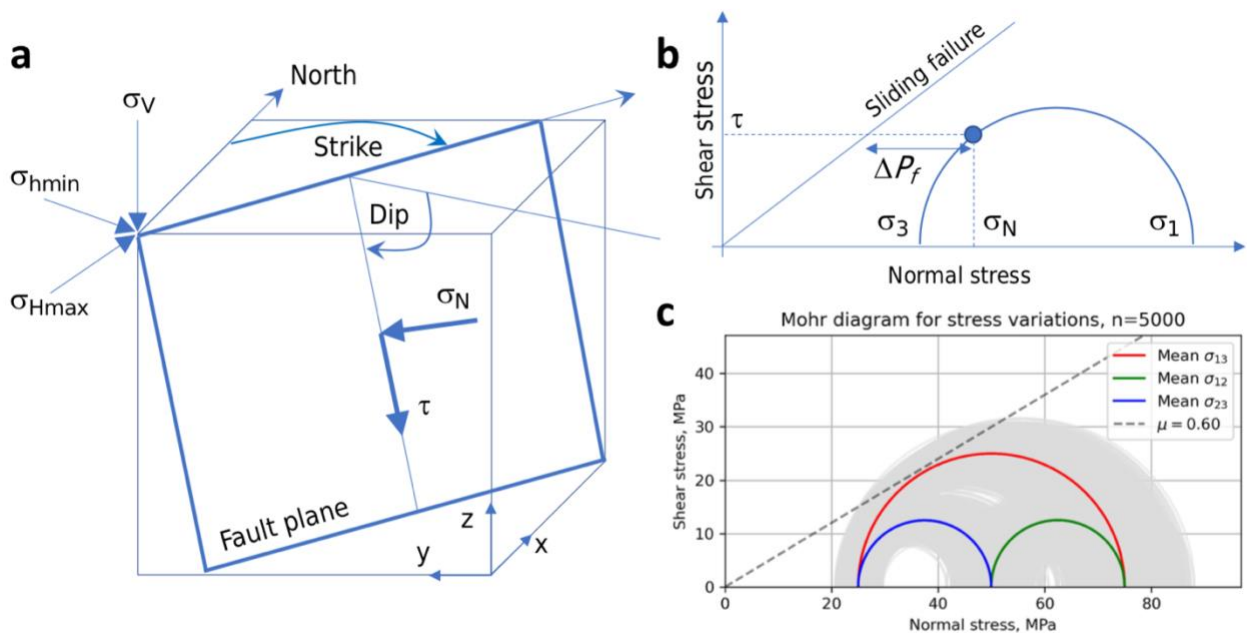 a
North
σV
Strike
σhmin
Dip
σHmax
σN
τ
Fault plane
z
y
x
b
Shear stress
τ
Sliding failure
ΔPf
σ3
σN
σ1
Normal stress
c
Mohr diagram for stress variations, n=5000
Shear stress, MPa
40
30
20
10
0
Mean σ13
Mean σ12
Mean σ23
μ = 0.60
0
20
40
60
80
Normal stress, MPa